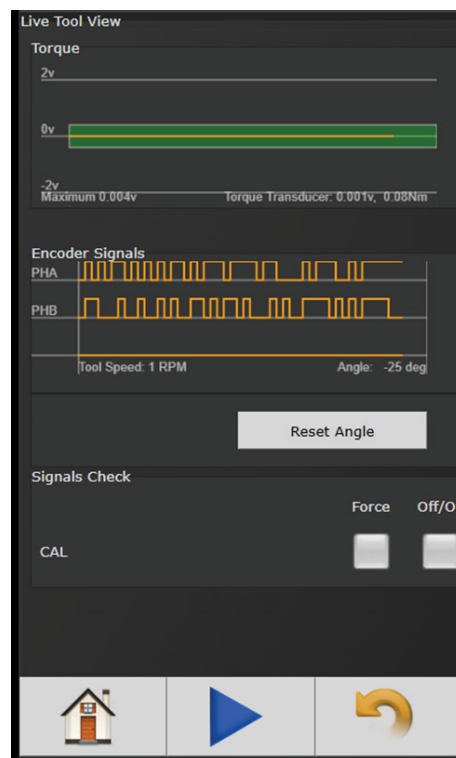 Live Tool View
Torque
2v
0v
-2v
Maximum 0.004v Torque Transducer: 0.001v, 0.08Nm
Encoder Signals
PHA
PHB
Tool Speed: 1 RPM Angle: -25 deg
Reset Angle
Signals Check
Force Off/O
CAL